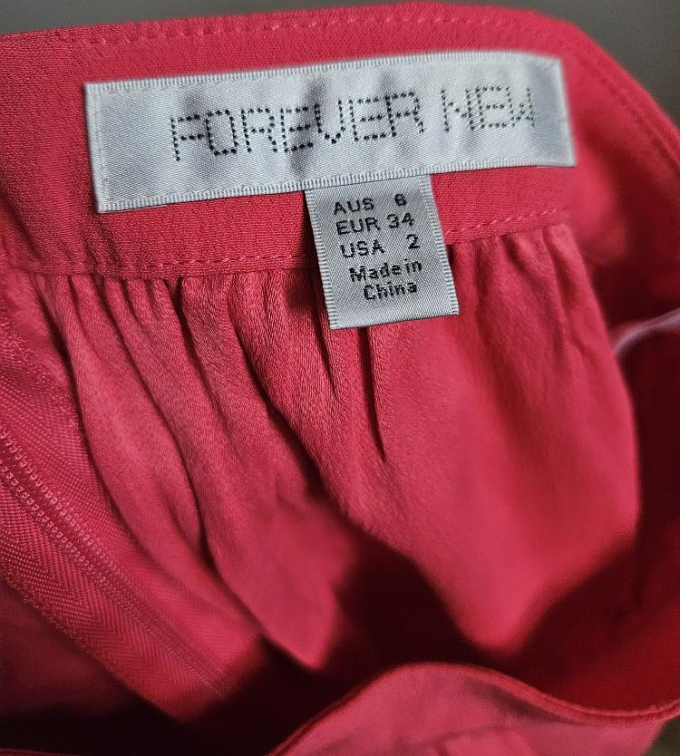 FOREVER NEW
AUS 6
EUR 34
USA 2
Made in
China